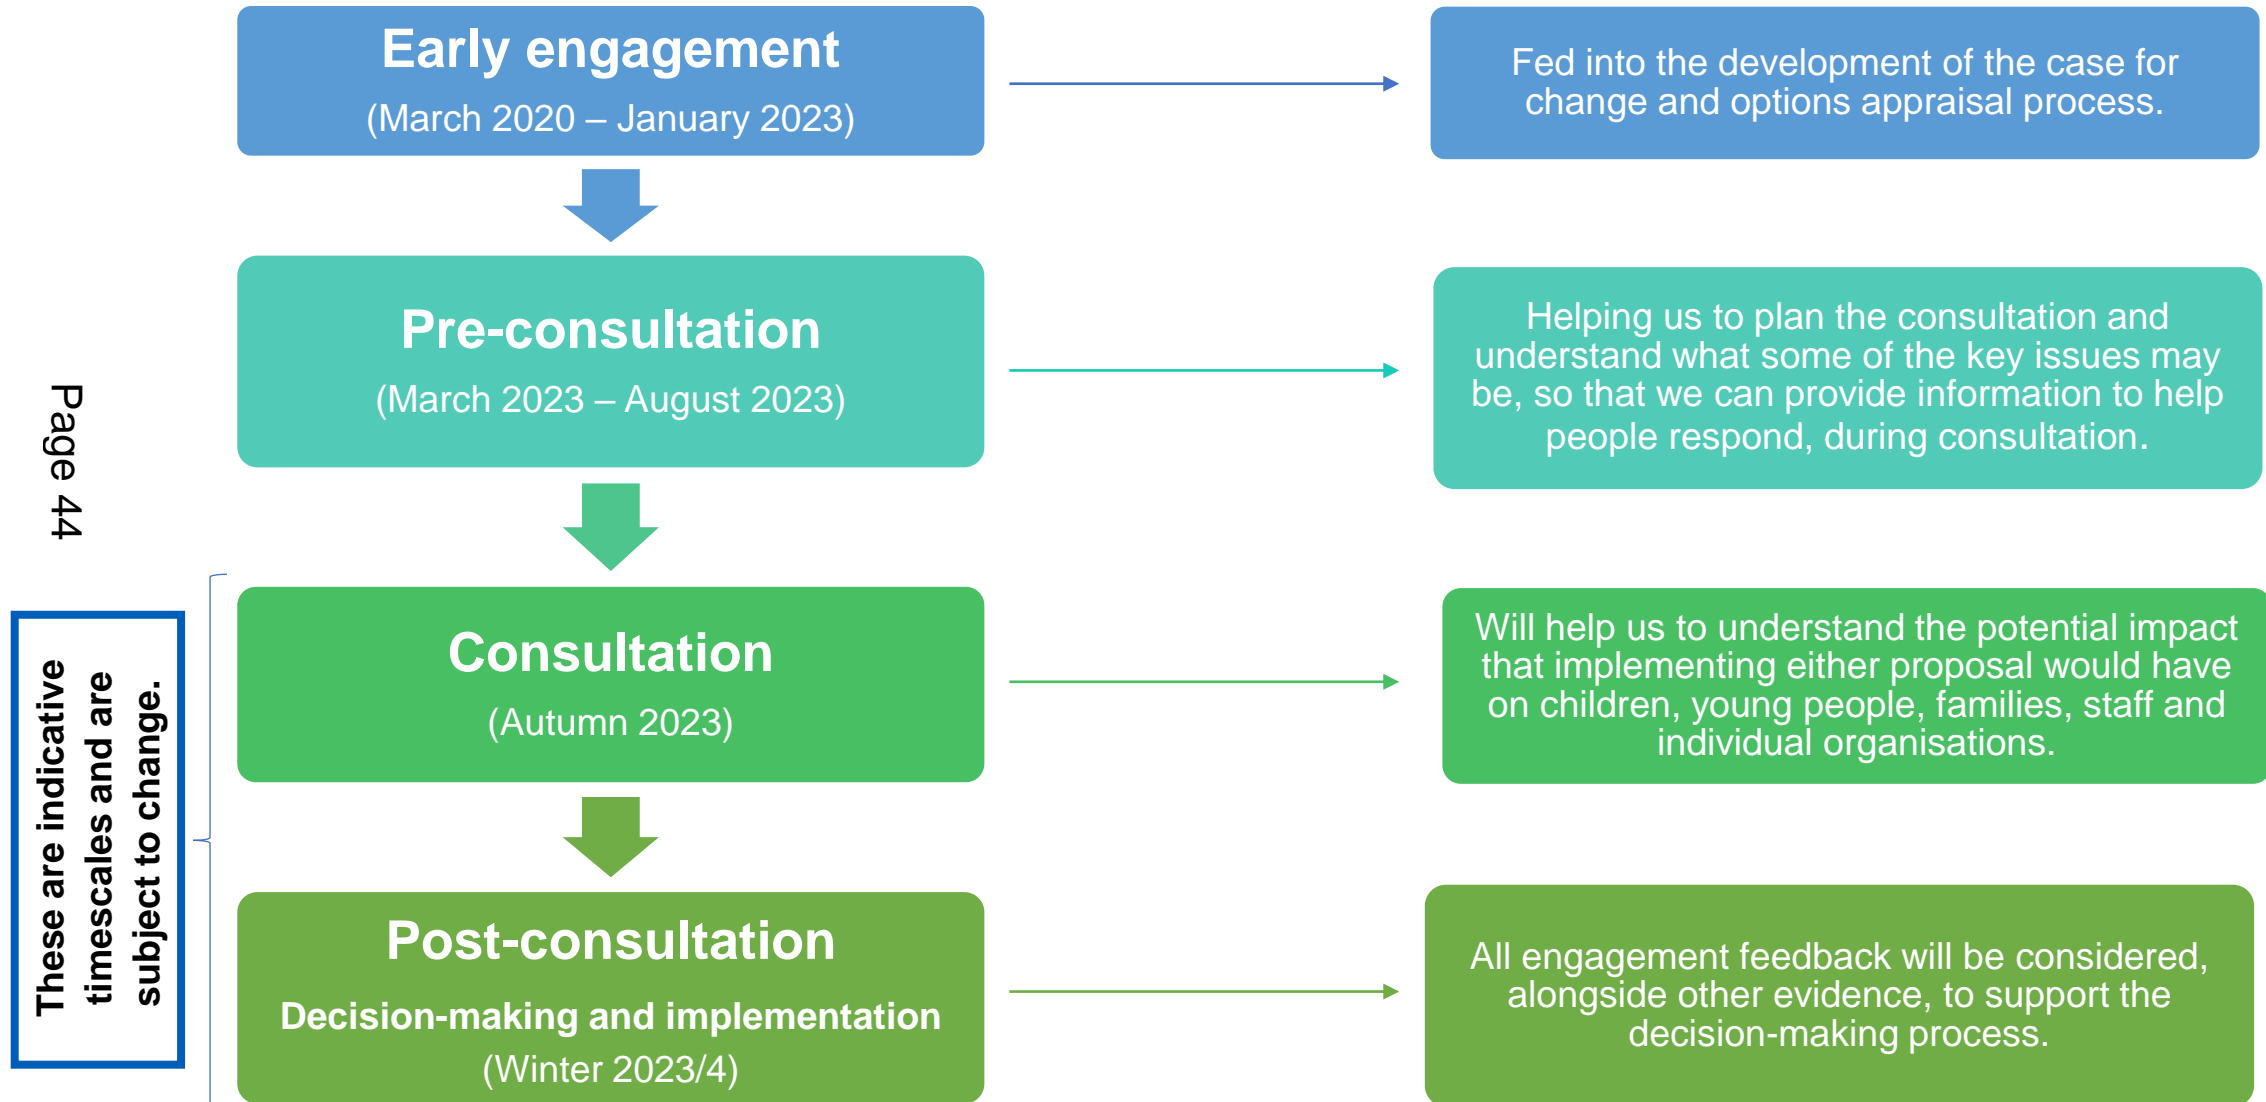 Early engagement
(March 2020 – January 2023)
Fed into the development of the case for
change and options appraisal process.
Pre-consultation
(March 2023 – August 2023)
Helping us to plan the consultation and
understand what some of the key issues may
be, so that we can provide information to help
people respond, during consultation.
Page 44
Consultation
(Autumn 2023)
Will help us to understand the potential impact
that implementing either proposal would have
on children, young people, families, staff and
individual organisations.
These are indicative
timescales and are
subject to change.
Post-consultation
Decision-making and implementation
(Winter 2023/4)
All engagement feedback will be considered,
alongside other evidence, to support the
decision-making process.